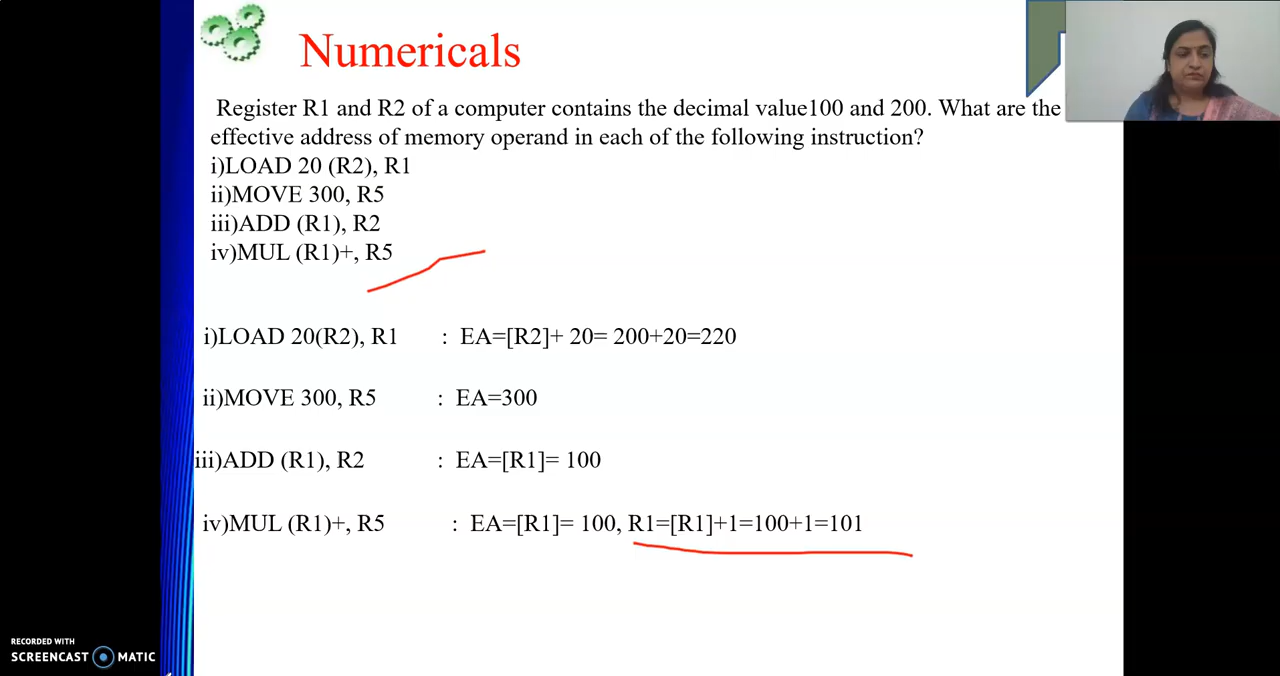 Numericals
Register R1 and R2 of a computer contains the decimal value100 and 200. What are the
effective address of memory operand in each of the following instruction?
i)LOAD 20 (R2), R1
ii)MOVE 300, R5
iii)ADD (R1), R2
iv)MUL (R1)+, R5
i)LOAD 20(R2), R1 : EA=[R2]+ 20= 200+20=220
ii)MOVE 300, R5 : EA=300
iii)ADD (R1), R2 : EA=[R1]= 100
iv)MUL (R1)+, R5 : EA=[R1]= 100, R1=[R1]+1=100+1=101
RECORDED WITH
SCREENCAST MATIC